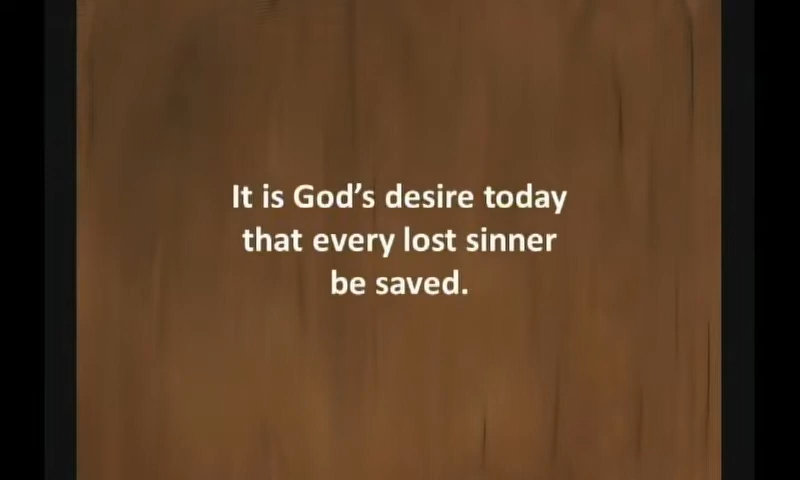 It is God’s desire today
that every lost sinner
be saved.